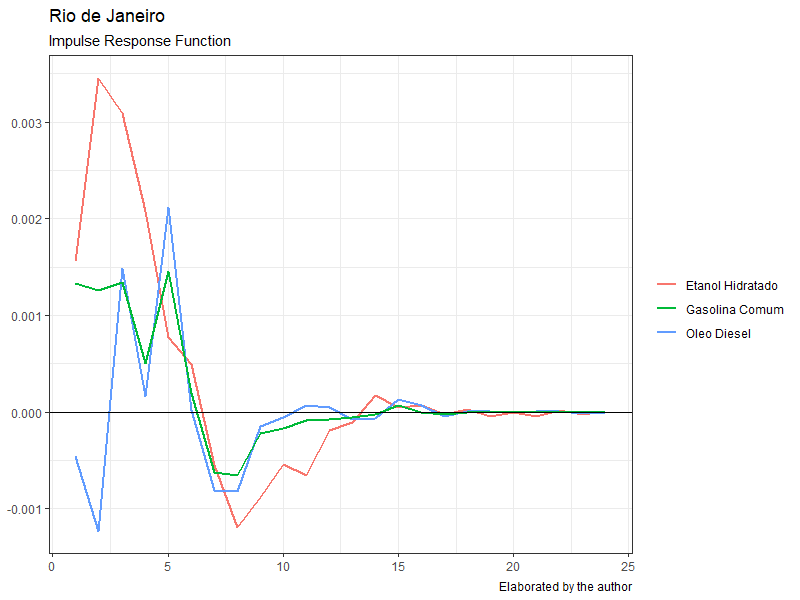 Rio de Janeiro
Impulse Response Function
0.003
0.002
0.001
0.000
-0.001
0 5 10 15 20 25
Etanol Hidratado
Gasolina Comum
Oleo Diesel
Elaborated by the author